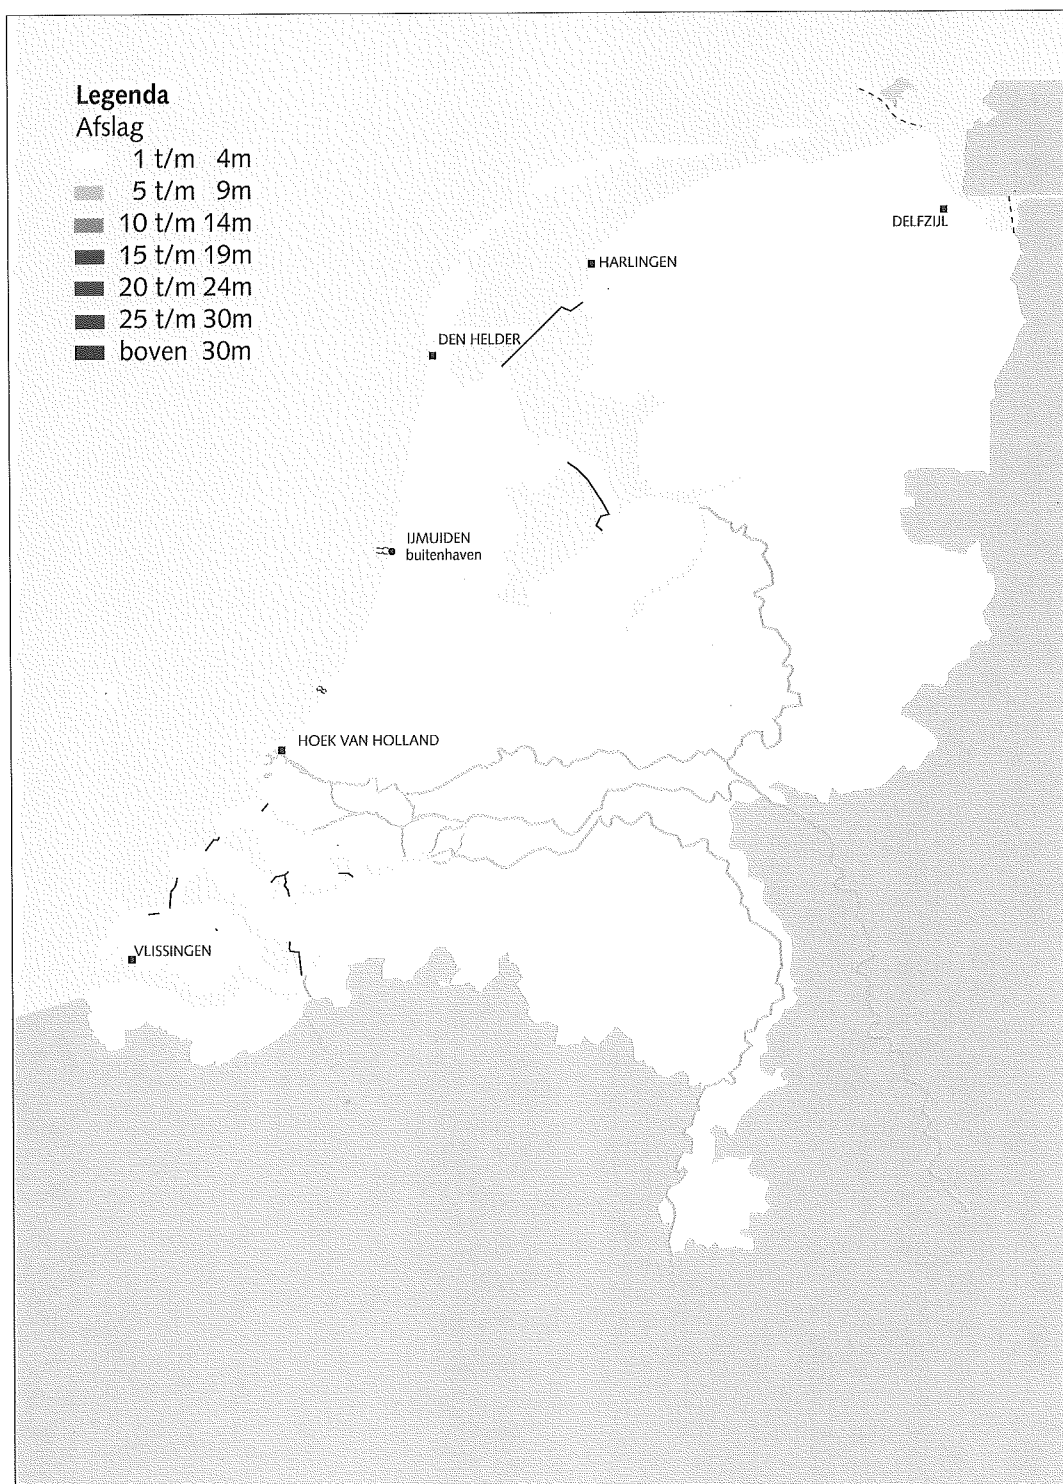 Legenda
Afslag
1 t/m 4m
5 t/m 9m
10 t/m 14m
15 t/m 19m
20 t/m 24m
25 t/m 30m
boven 30m
DELFZIJL
HARLINGEN
DEN HELDER
IJMUIDEN
buitenhaven
HOEK VAN HOLLAND
VLISSINGEN